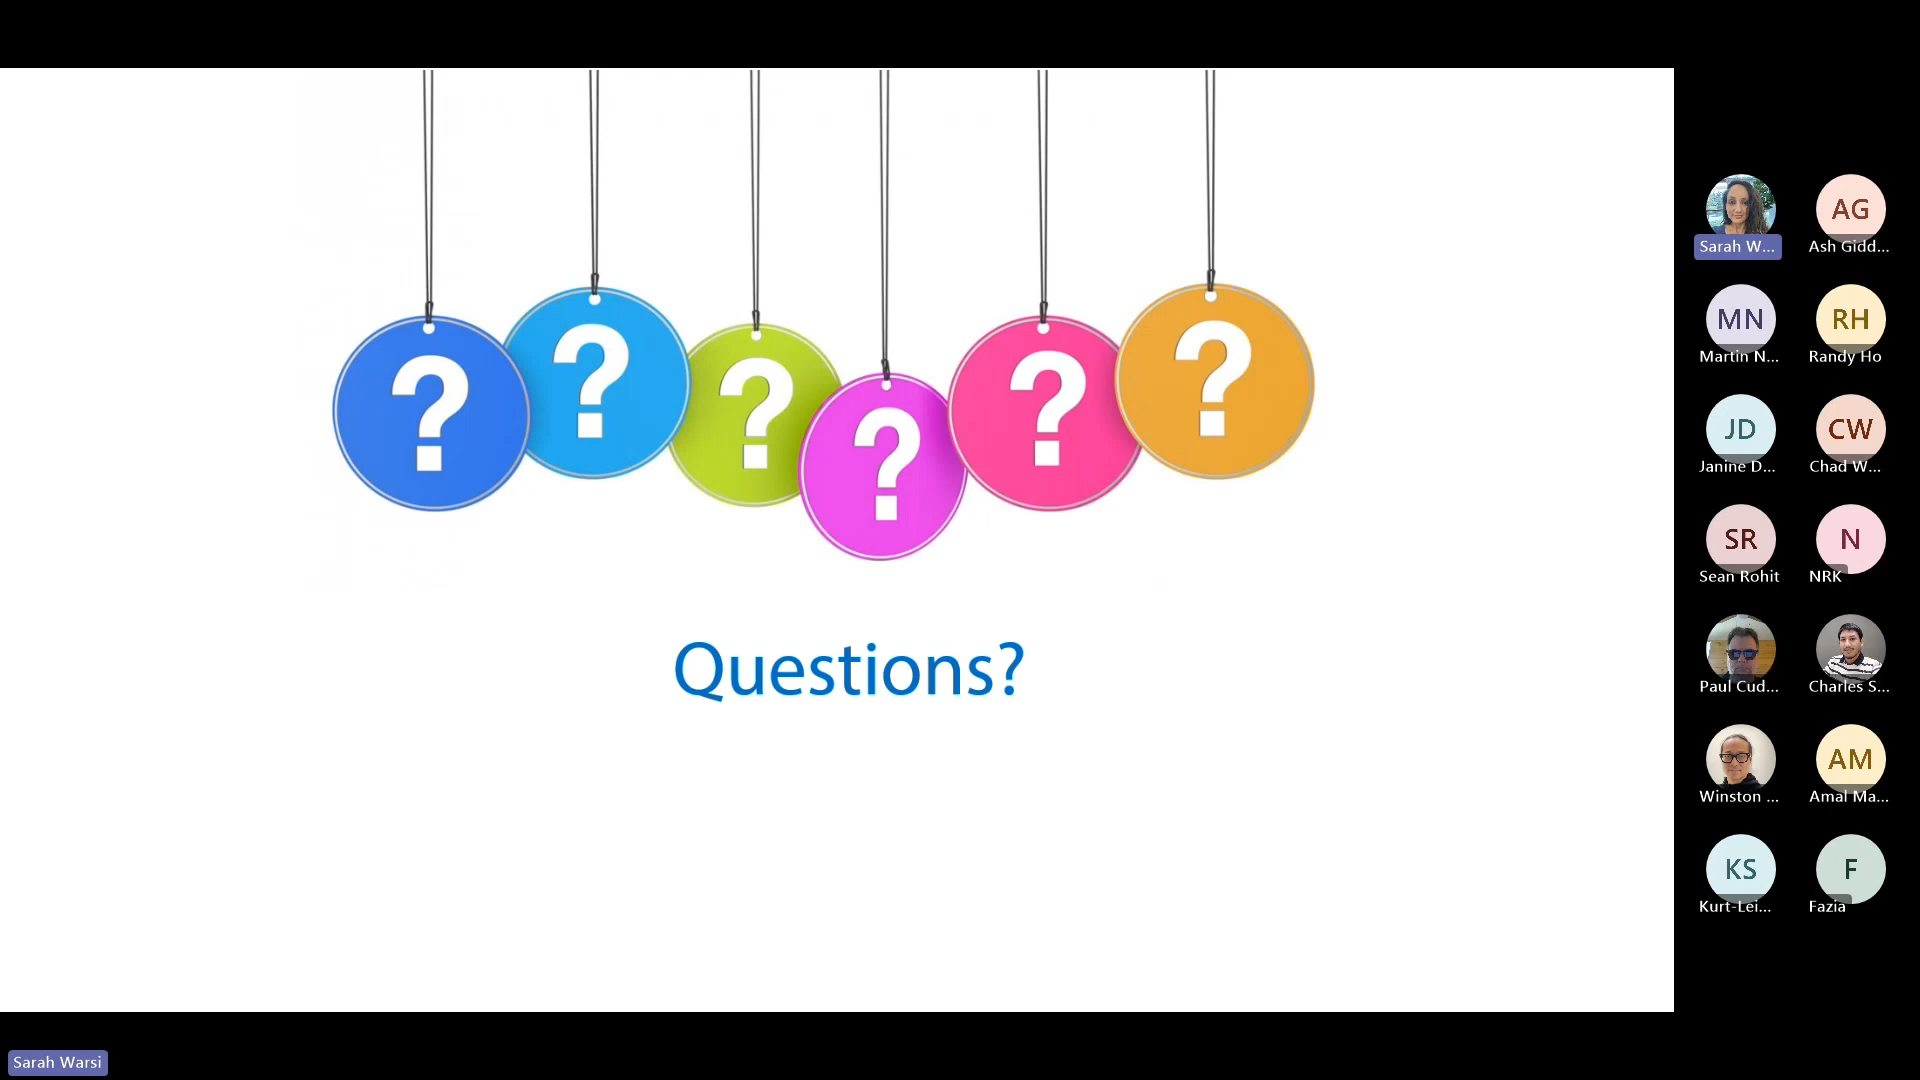 ? ? ? ? ? ?
Questions?
Sarah W...
AG
Ash Gidd...
MN
Martin N...
RH
Randy Ho
JD
Janine D...
CW
Chad W...
SR
Sean Rohit
N
NRK
Paul Cud...
Charles S...
Winston ...
AM
Amal Ma...
KS
Kurt-Lei...
F
Fazia
Sarah Warsi